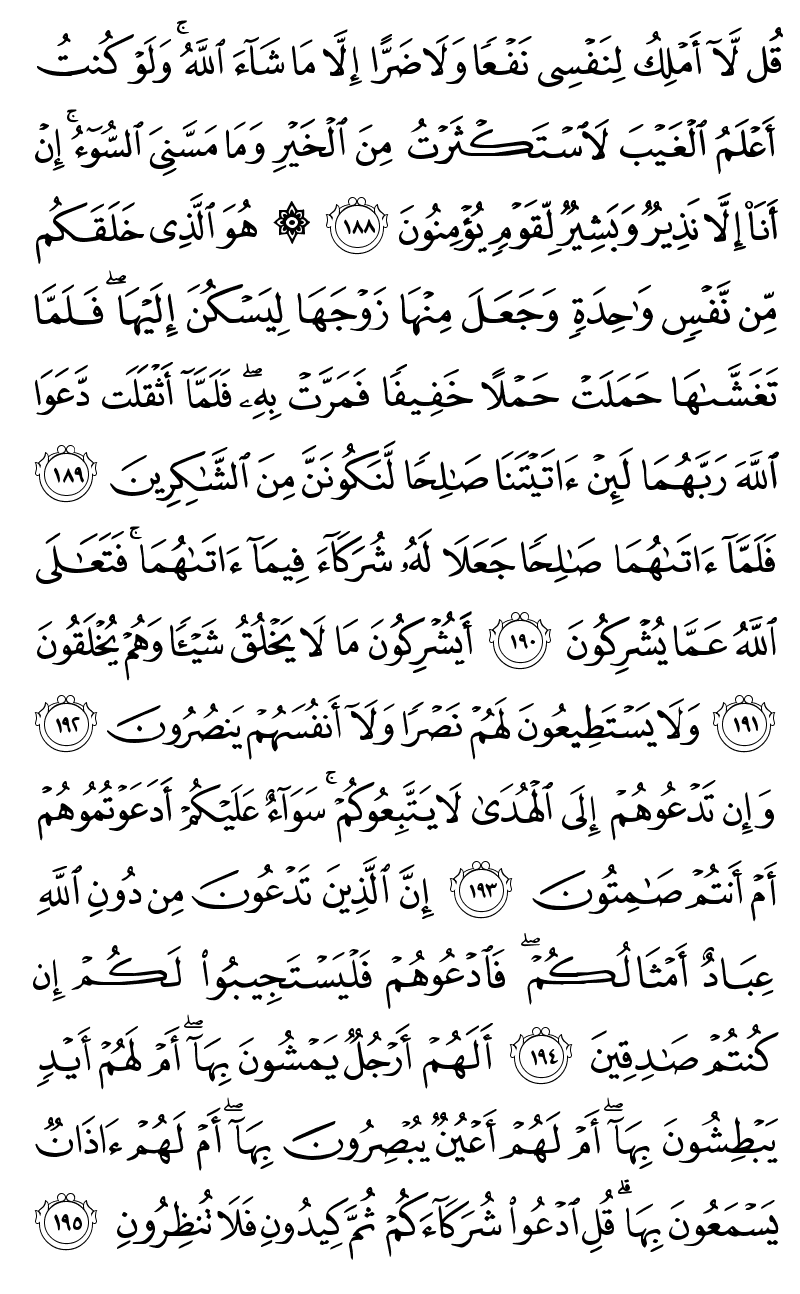 قُل لَّآ أَمۡلِكُ لِنَفۡسِي نَفۡعٗا وَلَا ضَرًّا إِلَّا مَا شَآءَ ٱللَّهُۚ وَلَوۡ كُنتُ
أَعۡلَمُ ٱلۡغَيۡبَ لَٱسۡتَكۡثَرۡتُ مِنَ ٱلۡخَيۡرِ وَمَا مَسَّنِيَ ٱلسُّوٓءُۚ إِنۡ
أَنَا۠ إِلَّا نَذِيرٞ وَبَشِيرٞ لِّقَوۡمٖ يُؤۡمِنُونَ ١٨٨ ۞ هُوَ ٱلَّذِي خَلَقَكُم
مِّن نَّفۡسٖ وَٰحِدَةٖ وَجَعَلَ مِنۡهَا زَوۡجَهَا لِيَسۡكُنَ إِلَيۡهَاۖ فَلَمَّا
تَغَشَّىٰهَا حَمَلَتۡ حَمۡلًا خَفِيفٗا فَمَرَّتۡ بِهِۦۖ فَلَمَّآ أَثۡقَلَت دَّعَوَا
ٱللَّهَ رَبَّهُمَا لَئِنۡ ءَاتَيۡتَنَا صَٰلِحٗا لَّنَكُونَنَّ مِنَ ٱلشَّٰكِرِينَ ١٨٩
فَلَمَّآ ءَاتَىٰهُمَا صَٰلِحٗا جَعَلَا لَهُۥ شُرَكَآءَ فِيمَآ ءَاتَىٰهُمَاۚ فَتَعَٰلَى
ٱللَّهُ عَمَّا يُشۡرِكُونَ ١٩٠ أَيُشۡرِكُونَ مَا لَا يَخۡلُقُ شَيۡـٔٗا وَهُمۡ يُخۡلَقُونَ
١٩١ وَلَا يَسۡتَطِيعُونَ لَهُمۡ نَصۡرٗا وَلَآ أَنفُسَهُمۡ يَنصُرُونَ ١٩٢
وَإِن تَدۡعُوهُمۡ إِلَى ٱلۡهُدَىٰ لَا يَتَّبِعُوكُمۡۚ سَوَآءٌ عَلَيۡكُمۡ أَدَعَوۡتُمُوهُمۡ
أَمۡ أَنتُمۡ صَٰمِتُونَ ١٩٣ إِنَّ ٱلَّذِينَ تَدۡعُونَ مِن دُونِ ٱللَّهِ
عِبَادٌ أَمۡثَالُكُمۡۖ فَٱدۡعُوهُمۡ فَلۡيَسۡتَجِيبُواْ لَكُمۡ إِن
كُنتُمۡ صَٰدِقِينَ ١٩٤ أَلَهُمۡ أَرۡجُلٞ يَمۡشُونَ بِهَآۖ أَمۡ لَهُمۡ أَيۡدٖ
يَبۡطِشُونَ بِهَآۖ أَمۡ لَهُمۡ أَعۡيُنٞ يُبۡصِرُونَ بِهَآۖ أَمۡ لَهُمۡ ءَاذَانٞ
يَسۡمَعُونَ بِهَاۗ قُلِ ٱدۡعُواْ شُرَكَآءَكُمۡ ثُمَّ كِيدُونِ فَلَا تُنظِرُونِ ١٩٥